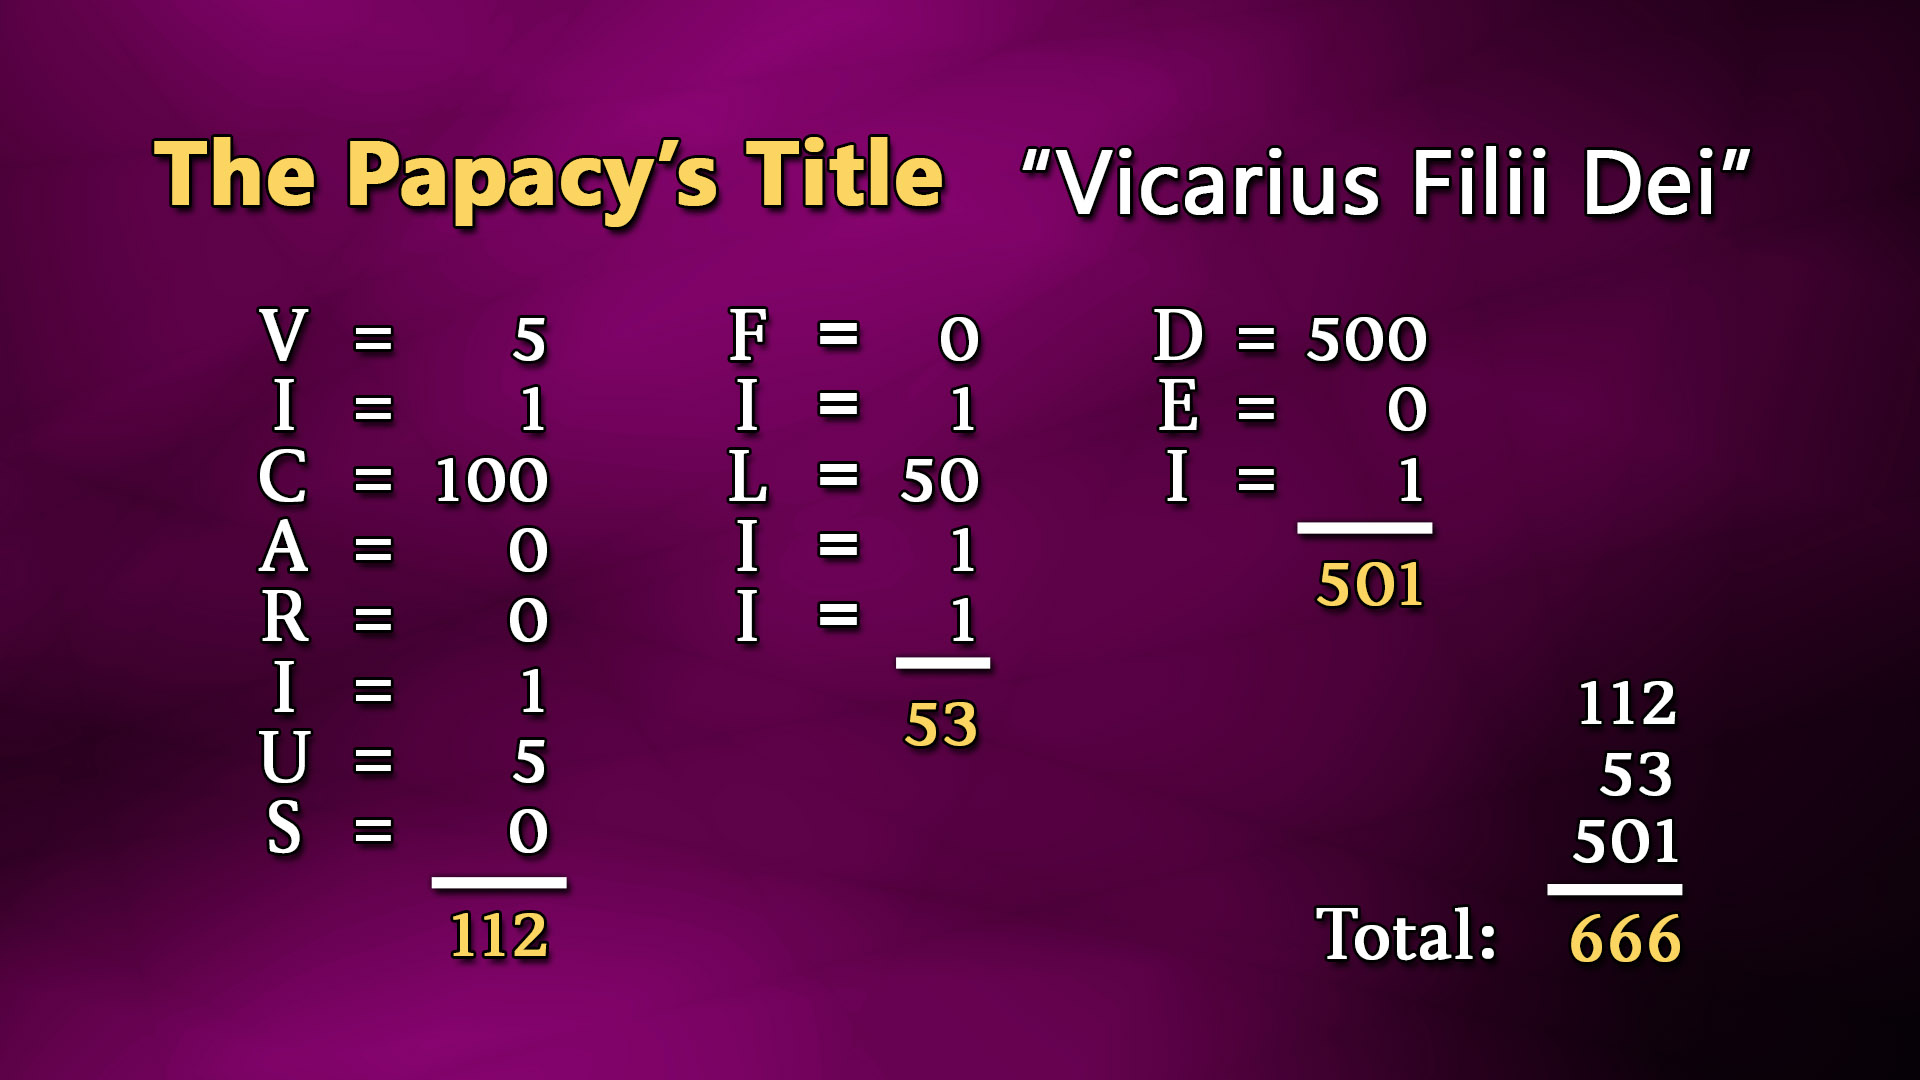 The Papacy’s Title “Vicarius Filii Dei”
V = 5
I = 1
C = 100
A = 0
R = 0
I = 1
U = 5
S = 0
112
F = 0
I = 1
L = 50
I = 1
I = 1
53
D = 500
E = 0
I = 1
501
112
53
501
Total: 666